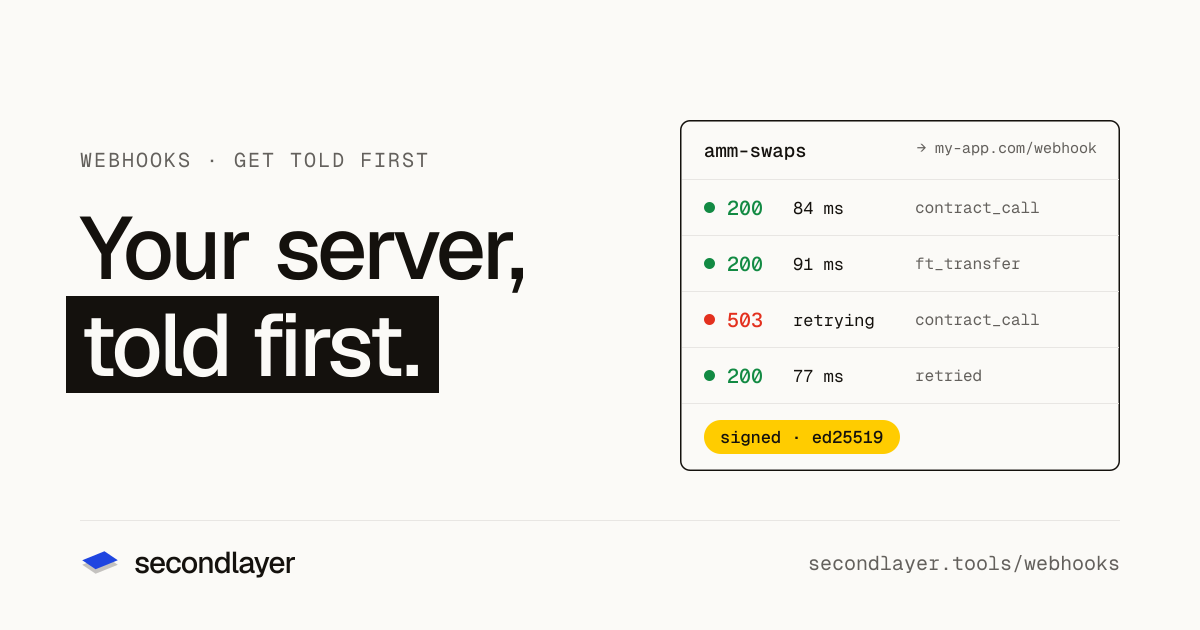 WEBHOOKS · GET TOLD FIRST
Your server,
told first.
amm-swaps → my-app.com/webhook
200 84 ms contract_call
200 91 ms ft_transfer
503 retrying contract_call
200 77 ms retried
signed · ed25519
secondlayer
secondlayer.tools/webhooks